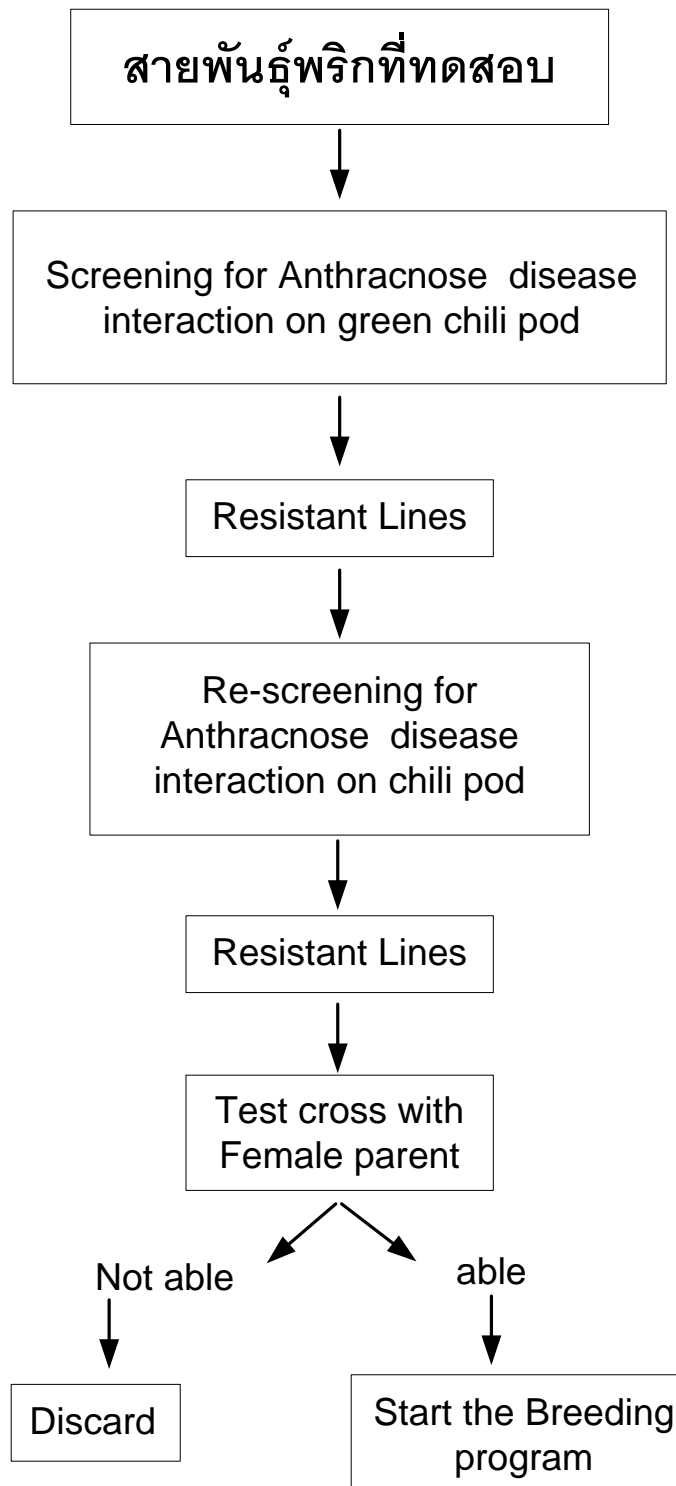 สายพันธุ์พริกที่ทดสอบ
Screening for Anthracnose disease
interaction on green chili pod
Resistant Lines
Re-screening for
Anthracnose disease
interaction on chili pod
Resistant Lines
Test cross with
Female parent
Not able
able
Discard
Start the Breeding
program